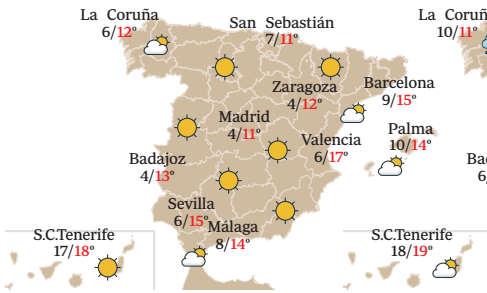 La Coruña
6/12°
San Sebastián
7/11°
Zaragoza
4/12°
Barcelona
9/15°
Madrid
4/11°
Valencia
6/17°
Palma
10/14°
Badajoz
4/13°
Sevilla
6/15°
Málaga
8/14°
S.C.Tenerife
17/18°
La Coruñ
10/11°
Bad
6/
S.C.Tenerife
18/19°